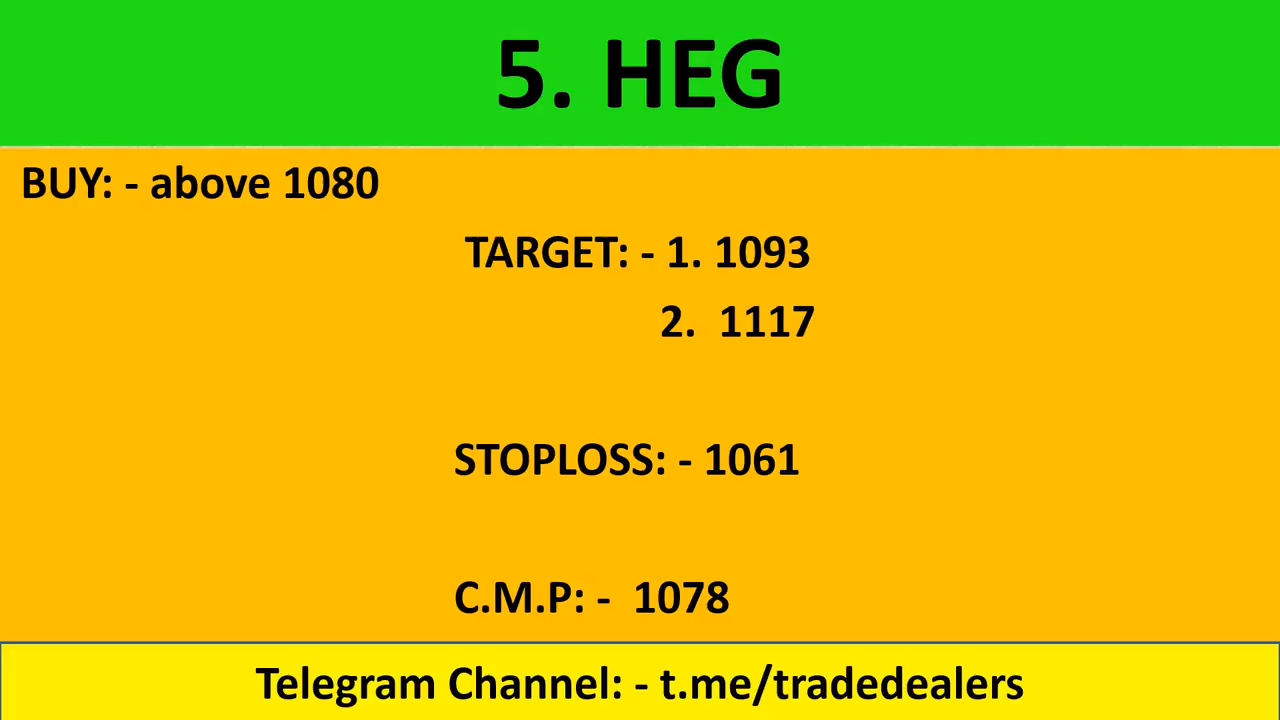 5. HEG
BUY: - above 1080
TARGET: - 1. 1093
2. 1117
STOPLOSS: - 1061
C.M.P: - 1078
Telegram Channel: - t.me/tradedealers